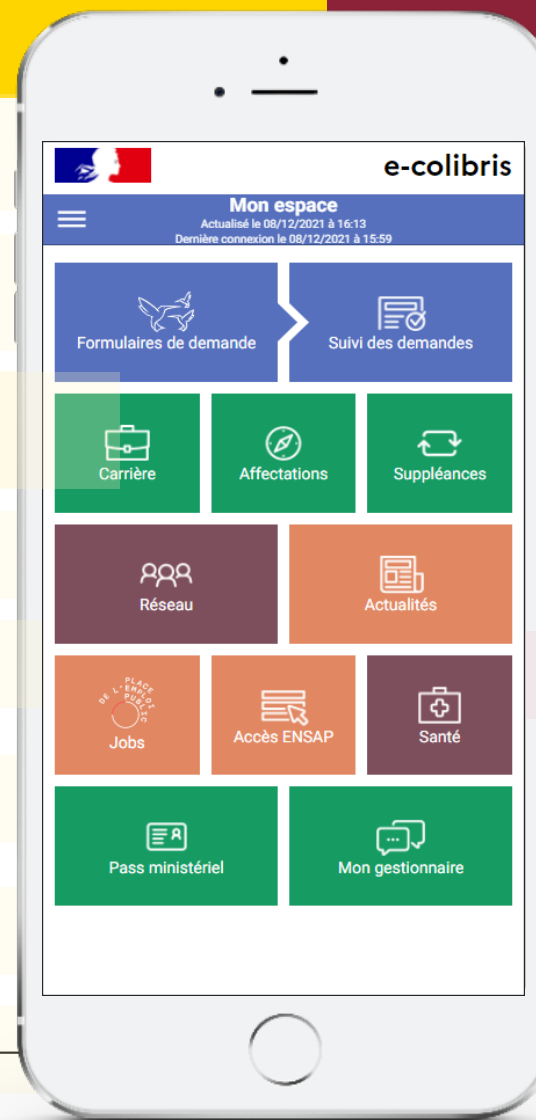 e-colibris
Mon espace
Actualisé le 08/12/2021 à 16:13
Dernière connexion le 08/12/2021 à 15:59
Formulaires de demande
Suivi des demandes
Carrière
Affectations
Suppléances
Réseau
Actualités
PLACE
DE L'EMPLOI
PUBLIC
Jobs
Accès ENSAP
Santé
Pass ministériel
Mon gestionnaire